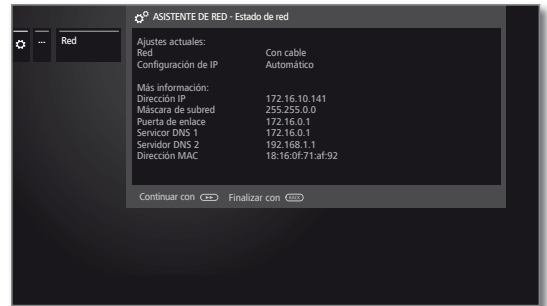 ASISTENTE DE RED - Estado de red
... Red
Ajustes actuales:
Red Con cable
Configuración de IP Automático
Más información:
Dirección IP 172.16.10.141
Máscara de subred 255.255.0.0
Puerta de enlace 172.16.0.1
Servicor DNS 1 172.16.0.1
Servidor DNS 2 192.168.1.1
Dirección MAC 18:16:0f:71:af:92
Continuar con Finalizar con BACK